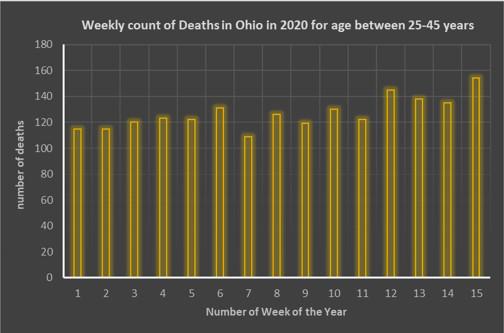 Weekly count of Deaths in Ohio in 2020 for age between 25-45 years
180
160
140
120
100
80
60
40
20
0
number of deaths
1 2 3 4 5 6 7 8 9 10 11 12 13 14 15
Number of Week of the Year